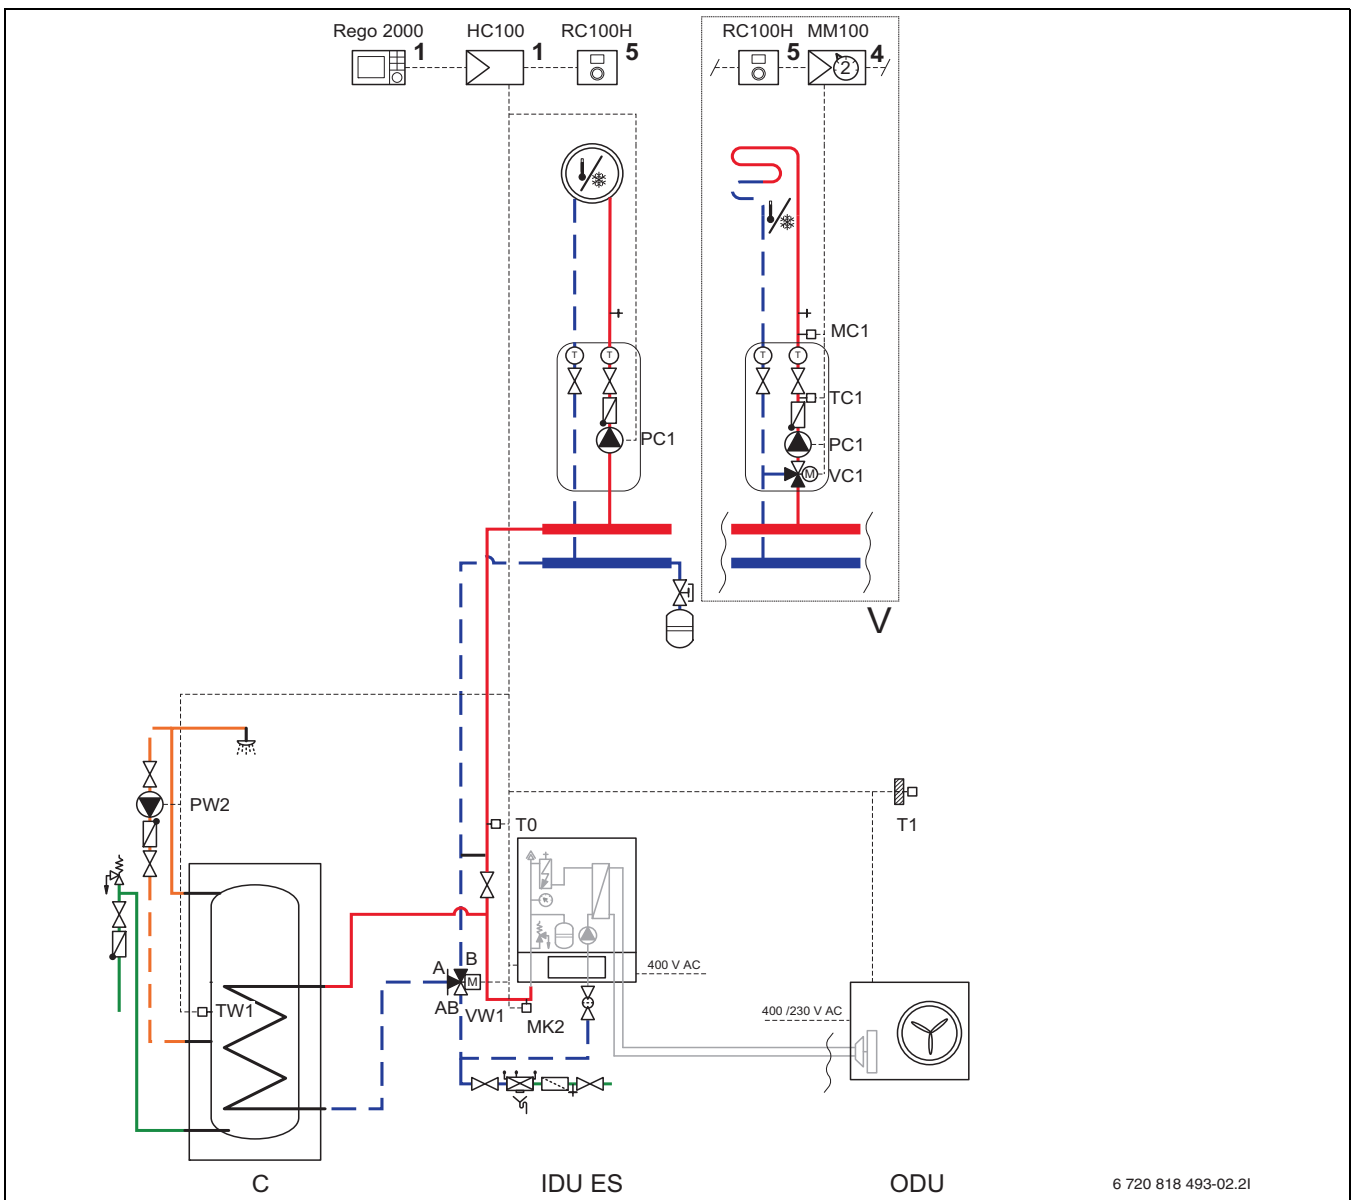 Rego 2000 HC100 RC100H RC100H MM100
1 1 5 5 2 4
MC1
T T T T
TC1
PC1 PC1
M VC1
V
PW2
T0 T1
A B
400 V AC
M
TW1 AB VW1 MK2
400 /230 V AC
C IDU ES ODU
6 720 818 493-02.2I